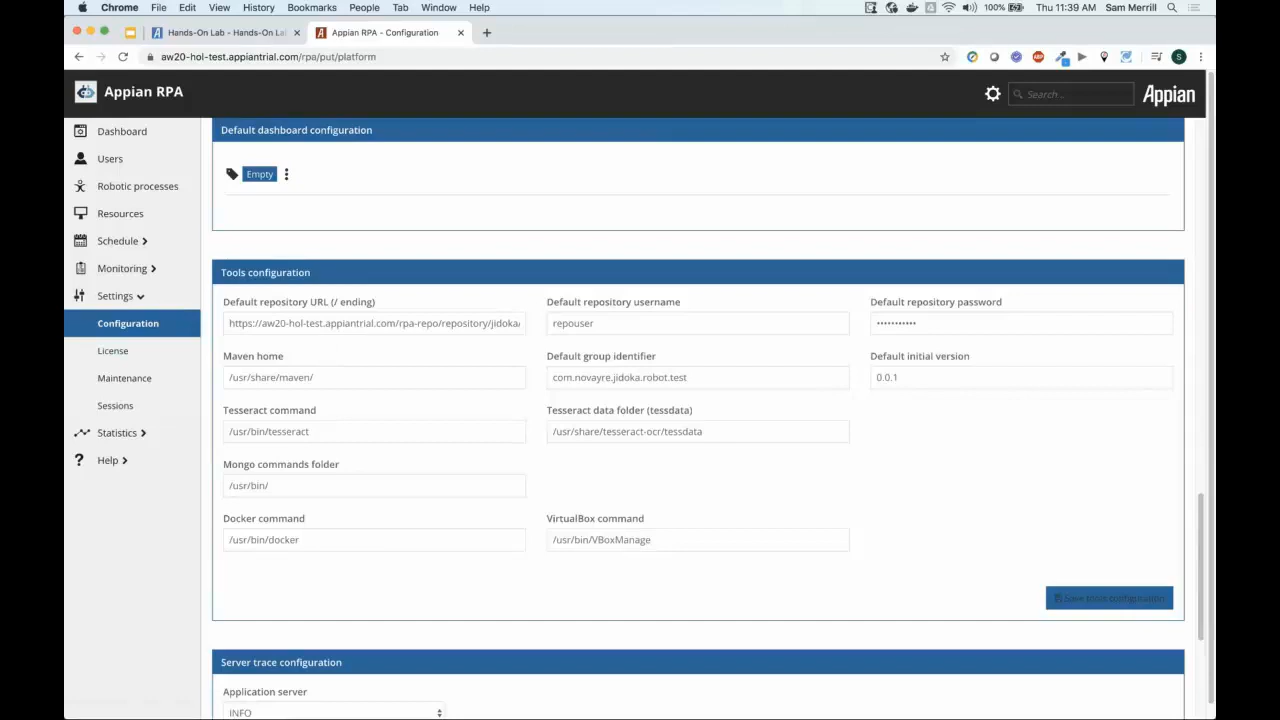 Chrome File Edit View History Bookmarks People Tab Window Help 100% Thu 11:39 AM Sam Merrill
Hands-On Lab - Hands-On Lab Appian RPA - Configuration
aw20-hol-test.appiantrial.com/rpa/put/platform
Appian RPA Search .. Appian
Dashboard
Users
Robotic processes
Resources
Schedule
Monitoring
Settings
Configuration
License
Maintenance
Sessions
Statistics
Help
Default dashboard configuration
Empty
Tools configuration
Default repository URL (/ ending) Default repository username Default repository password
https://aw20-hol-test.appiantrial.com/rpa-repo/repository/jidoka/ repouser •••••••••••
Maven home Default group identifier Default initial version
/usr/share/maven/ com.novayre.jidoka.robot.test 0.0.1
Tesseract command Tesseract data folder (tessdata)
/usr/bin/tesseract /usr/share/tesseract-ocr/tessdata
Mongo commands folder
/usr/bin/
Docker command VirtualBox command
/usr/bin/docker /usr/bin/VBoxManage
Save tools configuration
Server trace configuration
Application server
INFO